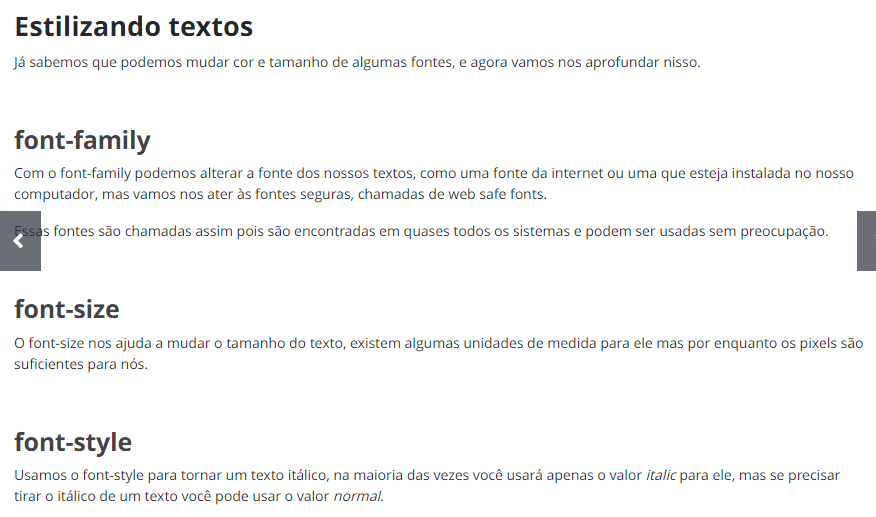 Estilizando textos
Já sabemos que podemos mudar cor e tamanho de algumas fontes, e agora vamos nos aprofundar nisso.
font-family
Com o font-family podemos alterar a fonte dos nossos textos, como uma fonte da internet ou uma que esteja instalada no nosso
computador, mas vamos nos ater às fontes seguras, chamadas de web safe fonts.
Essas fontes são chamadas assim pois são encontradas em quases todos os sistemas e podem ser usadas sem preocupação.
font-size
O font-size nos ajuda a mudar o tamanho do texto, existem algumas unidades de medida para ele mas por enquanto os pixels são
suficientes para nós.
font-style
Usamos o font-style para tornar um texto itálico, na maioria das vezes você usará apenas o valor italic para ele, mas se precisar
tirar o itálico de um texto você pode usar o valor normal.